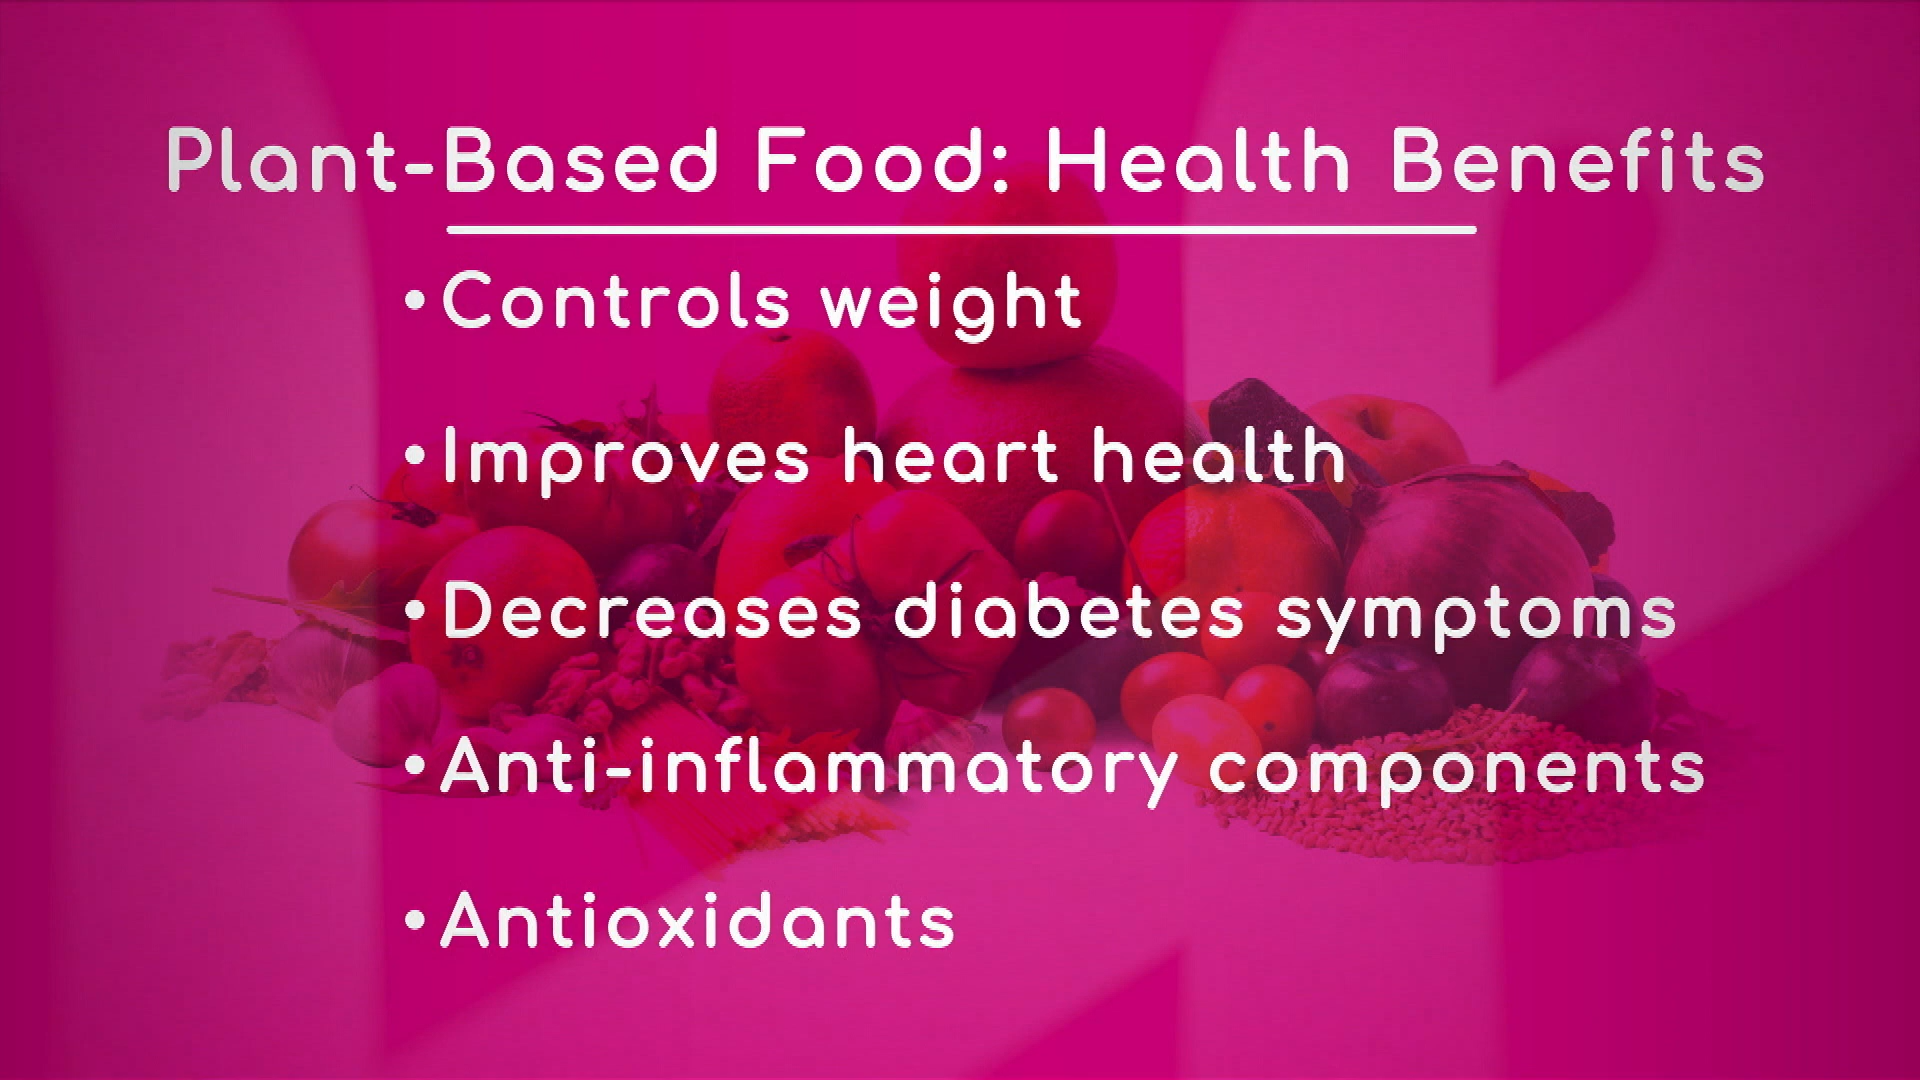 Plant-Based Food: Health Benefits
•Controls weight
•Improves heart health
•Decreases diabetes symptoms
•Anti-inflammatory components
•Antioxidants